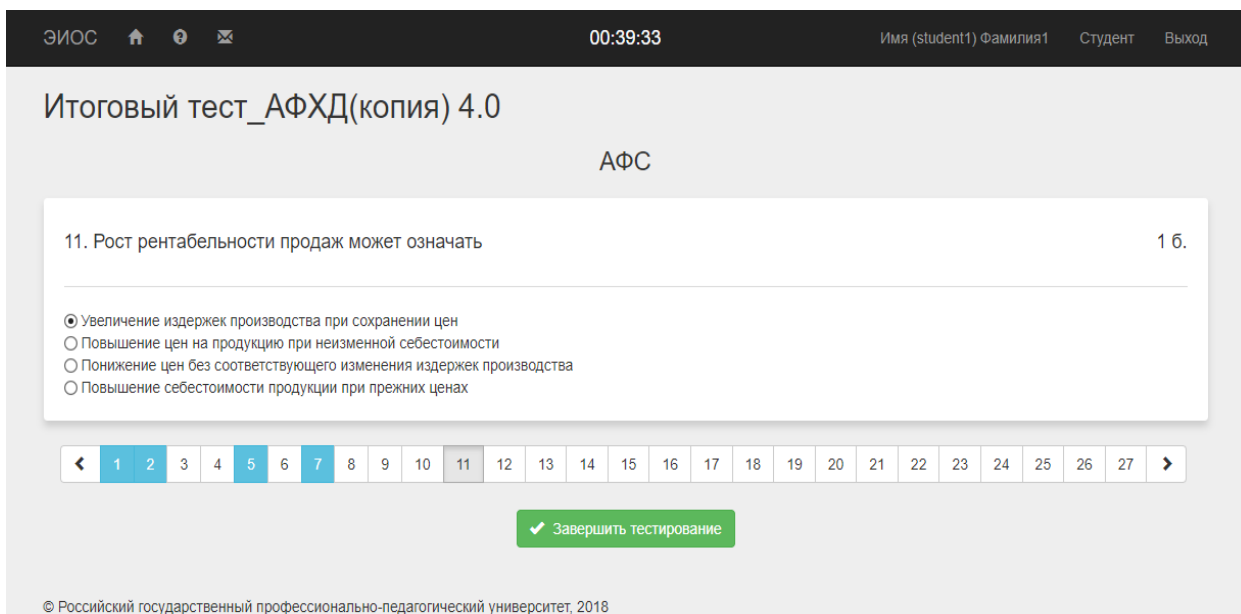 ЭИОС 00:39:33 Имя (student1) Фамилия1 Студент Выход
Итоговый тест_АФХД(копия) 4.0
АФС
11. Рост рентабельности продаж может означать 1 б.
Увеличение издержек производства при сохранении цен
Повышение цен на продукцию при неизменной себестоимости
Понижение цен без соответствующего изменения издержек производства
Повышение себестоимости продукции при прежних ценах
1 2 3 4 5 6 7 8 9 10 11 12 13 14 15 16 17 18 19 20 21 22 23 24 25 26 27
Завершить тестирование
© Российский государственный профессионально-педагогический университет, 2018